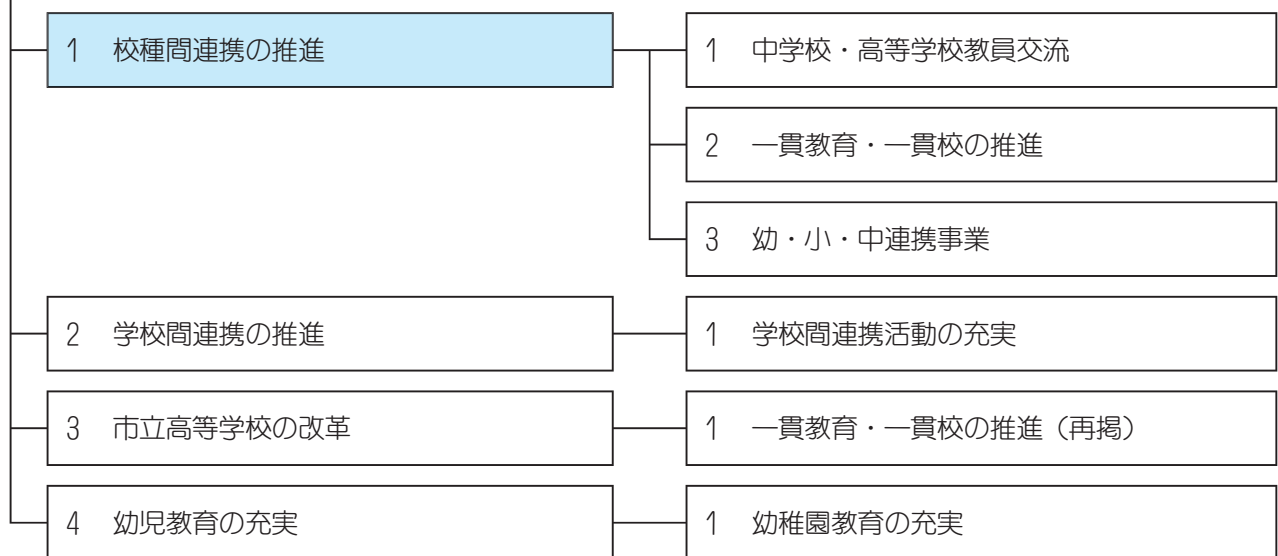 1 校種間連携の推進
1 中学校・高等学校教員交流
2 一貫教育・一貫校の推進
3 幼・小・中連携事業
2 学校間連携の推進
1 学校間連携活動の充実
3 市立高等学校の改革
1 一貫教育・一貫校の推進（再掲）
4 幼児教育の充実
1 幼稚園教育の充実